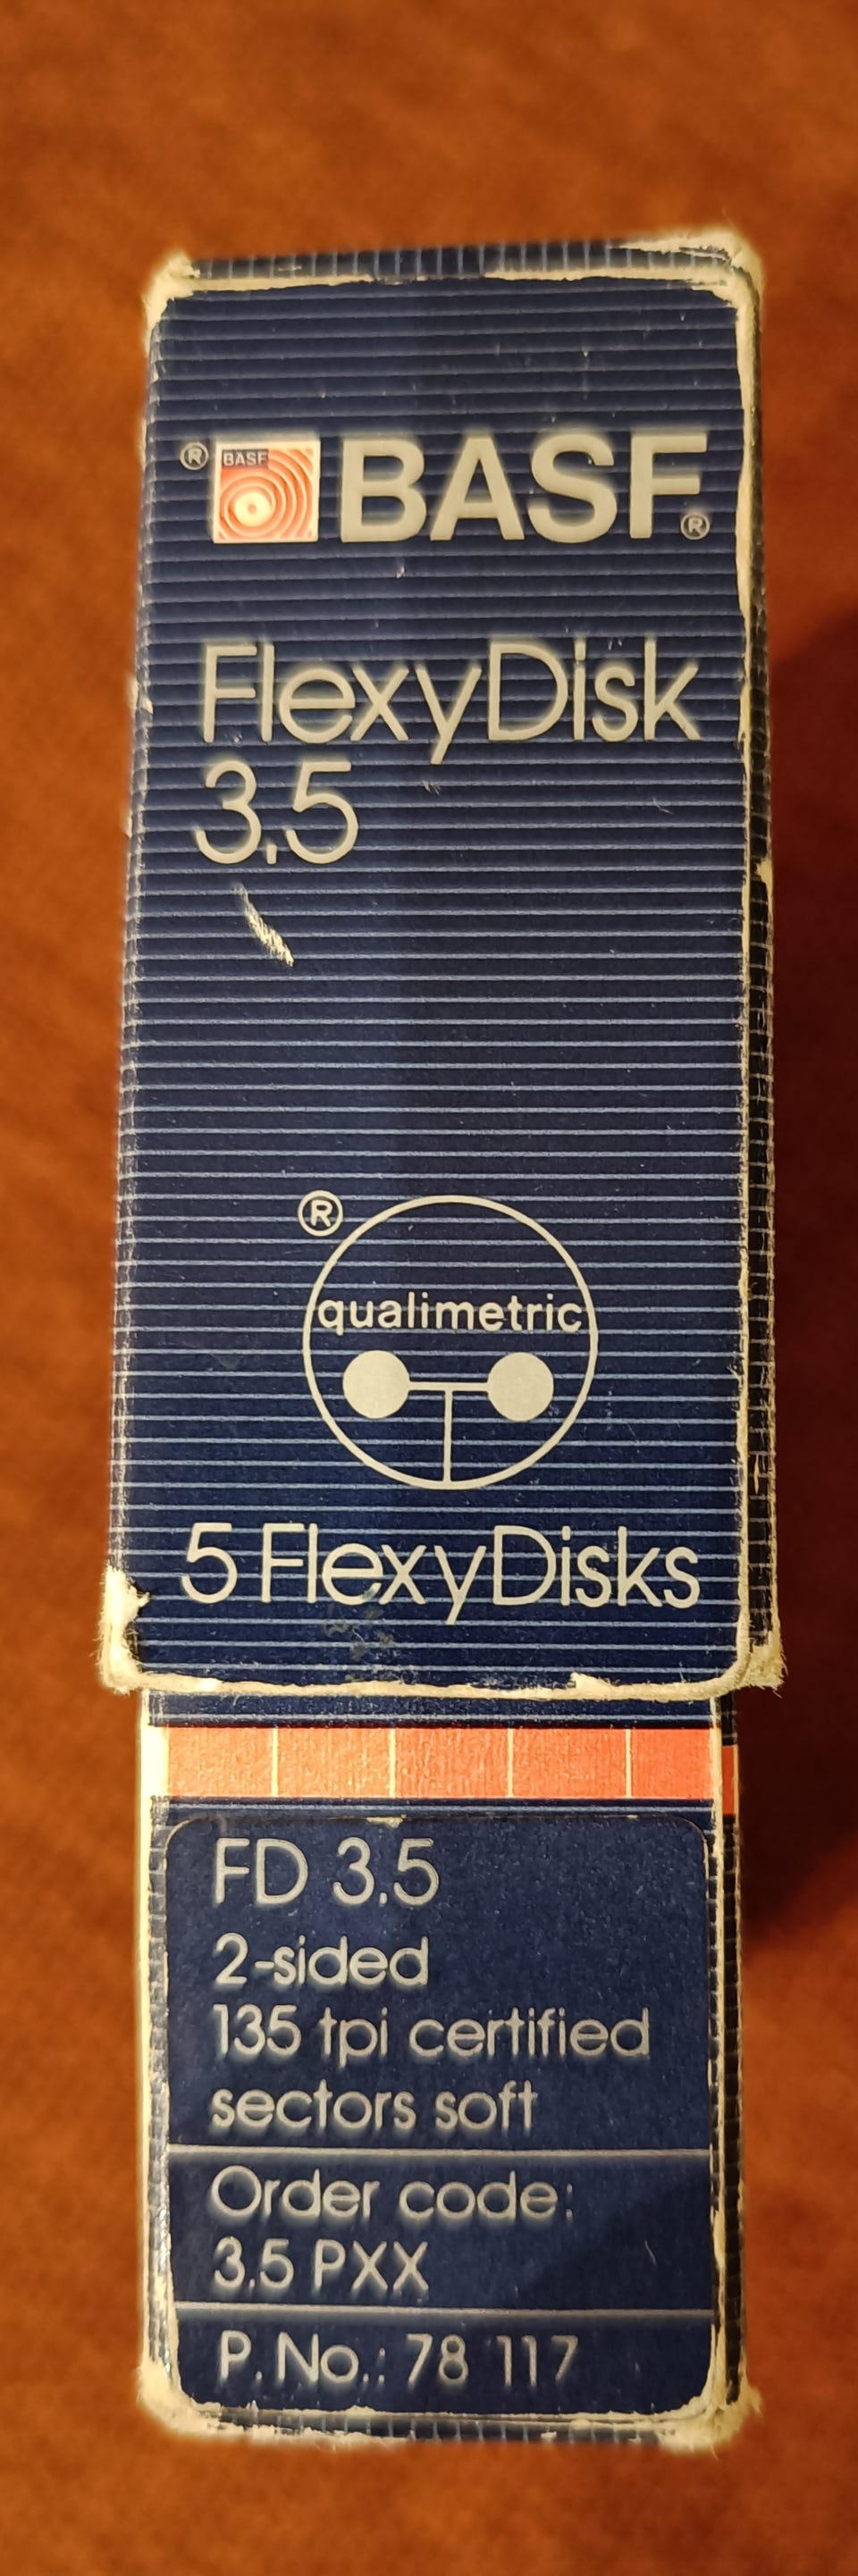 ® BASF BASF®
FlexyDisk
3.5
®
qualimetric
5 FlexyDisks
FD 3.5
2-sided
135 tpi certified
sectors soft
Order code:
3.5 PXX
P. No.: 78 117